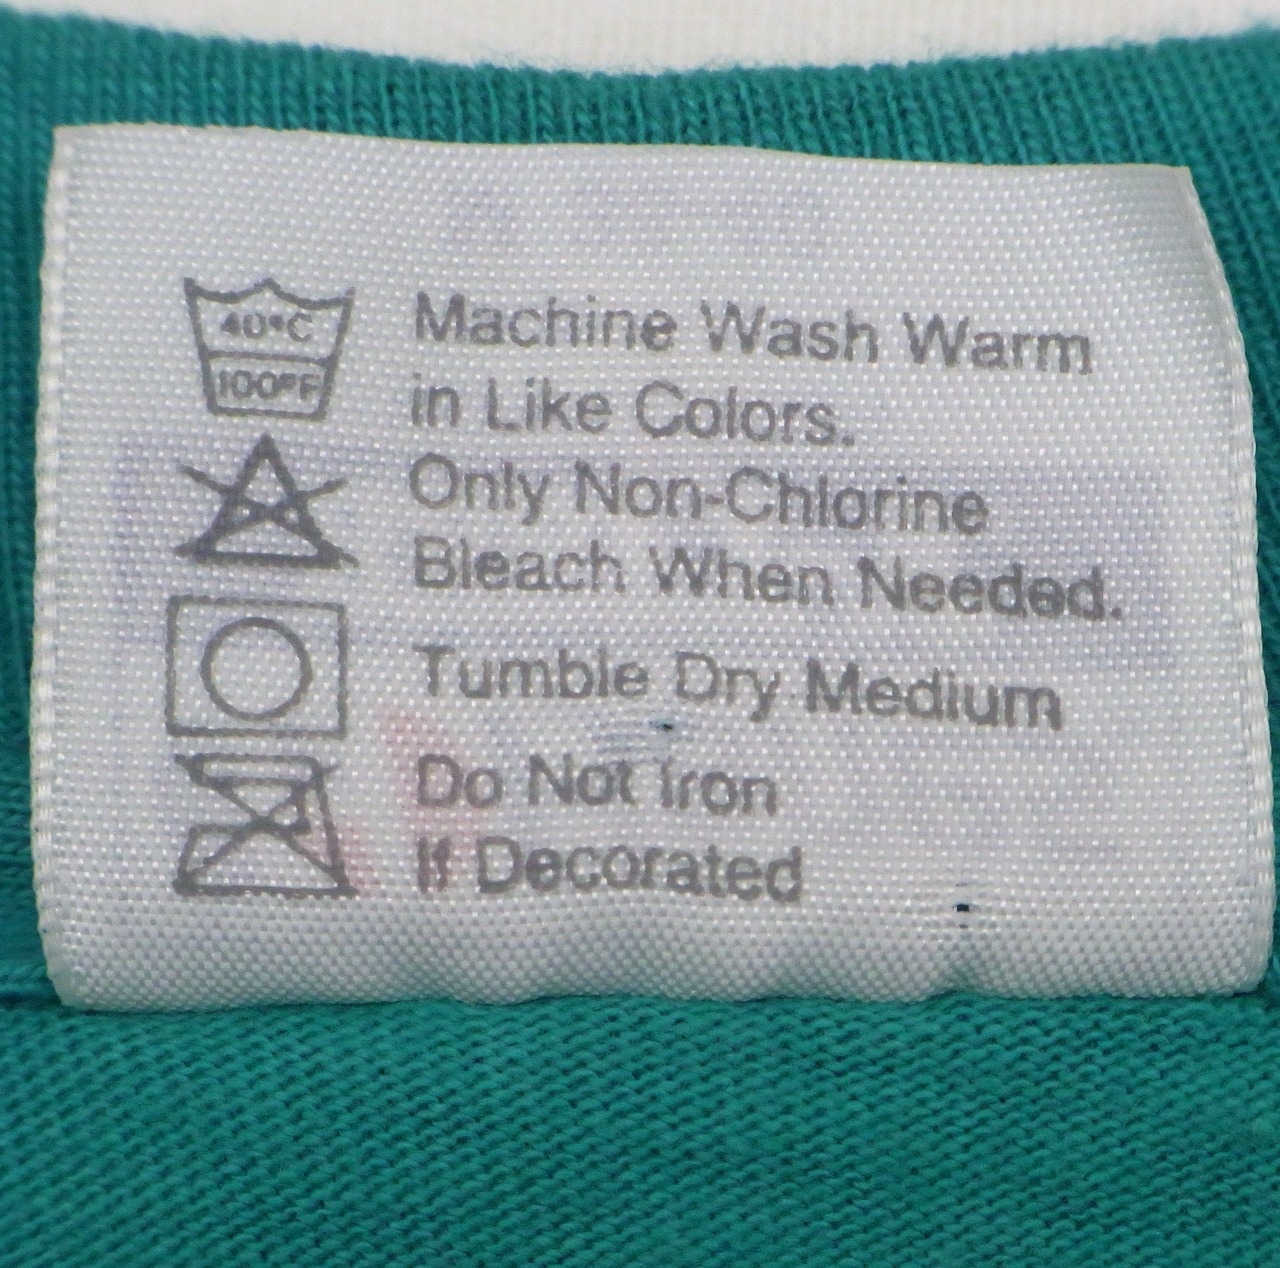 40°C
100°F
Machine Wash Warm
in Like Colors.
Only Non-Chlorine
Bleach When Needed.
Tumble Dry Medium
Do Not Iron
If Decorated